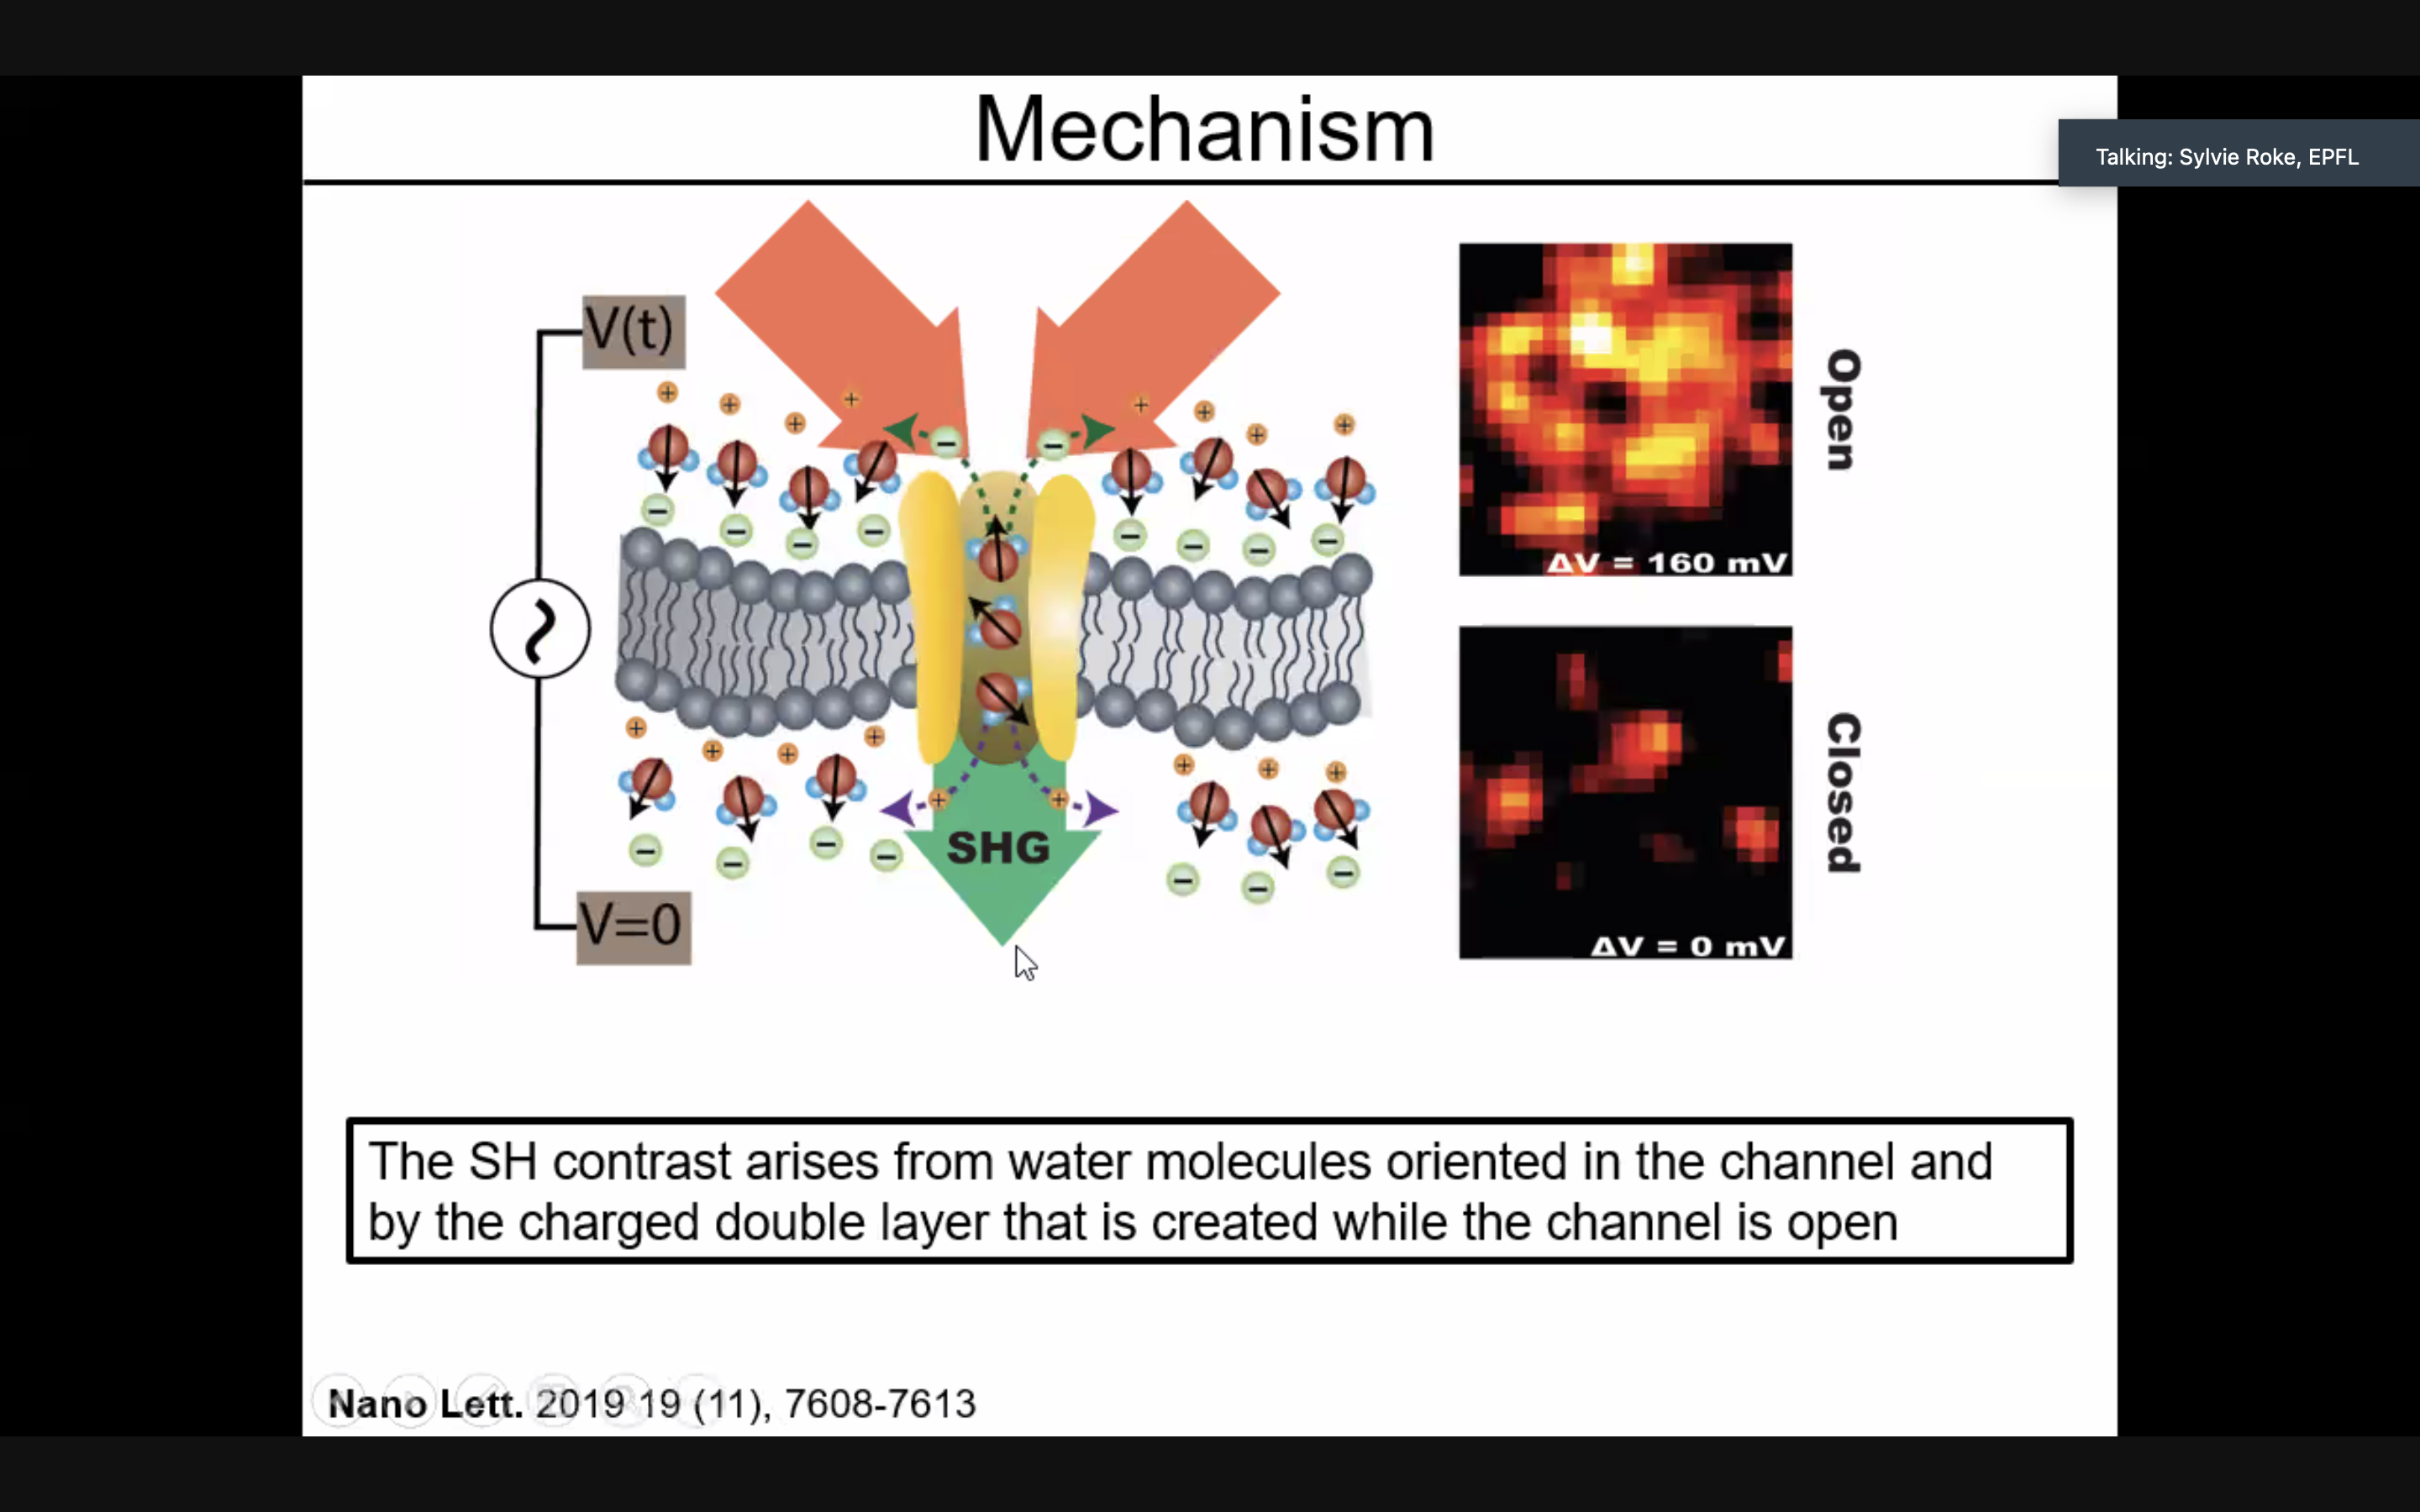 Mechanism
Talking: Sylvie Roke, EPFL
V(t)
V=0
SHG
Open
ΔV = 160 mV
Closed
ΔV = 0 mV
The SH contrast arises from water molecules oriented in the channel and
by the charged double layer that is created while the channel is open
Nano Lett. 2019 19 (11), 7608-7613